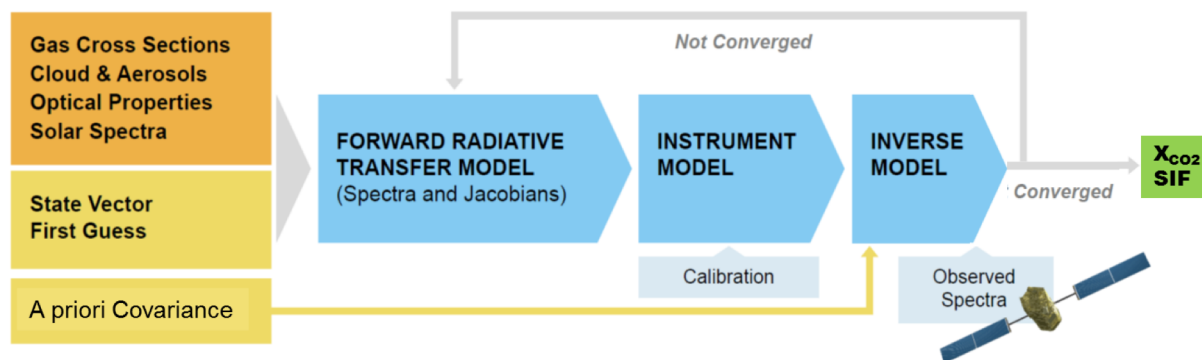 Gas Cross Sections
Cloud & Aerosols
Optical Properties
Solar Spectra
State Vector
First Guess
A priori Covariance
Not Converged
FORWARD RADIATIVE
TRANSFER MODEL
(Spectra and Jacobians)
INSTRUMENT
MODEL
Calibration
INVERSE
MODEL
Observed
Spectra
Converged
XCO2
SIF